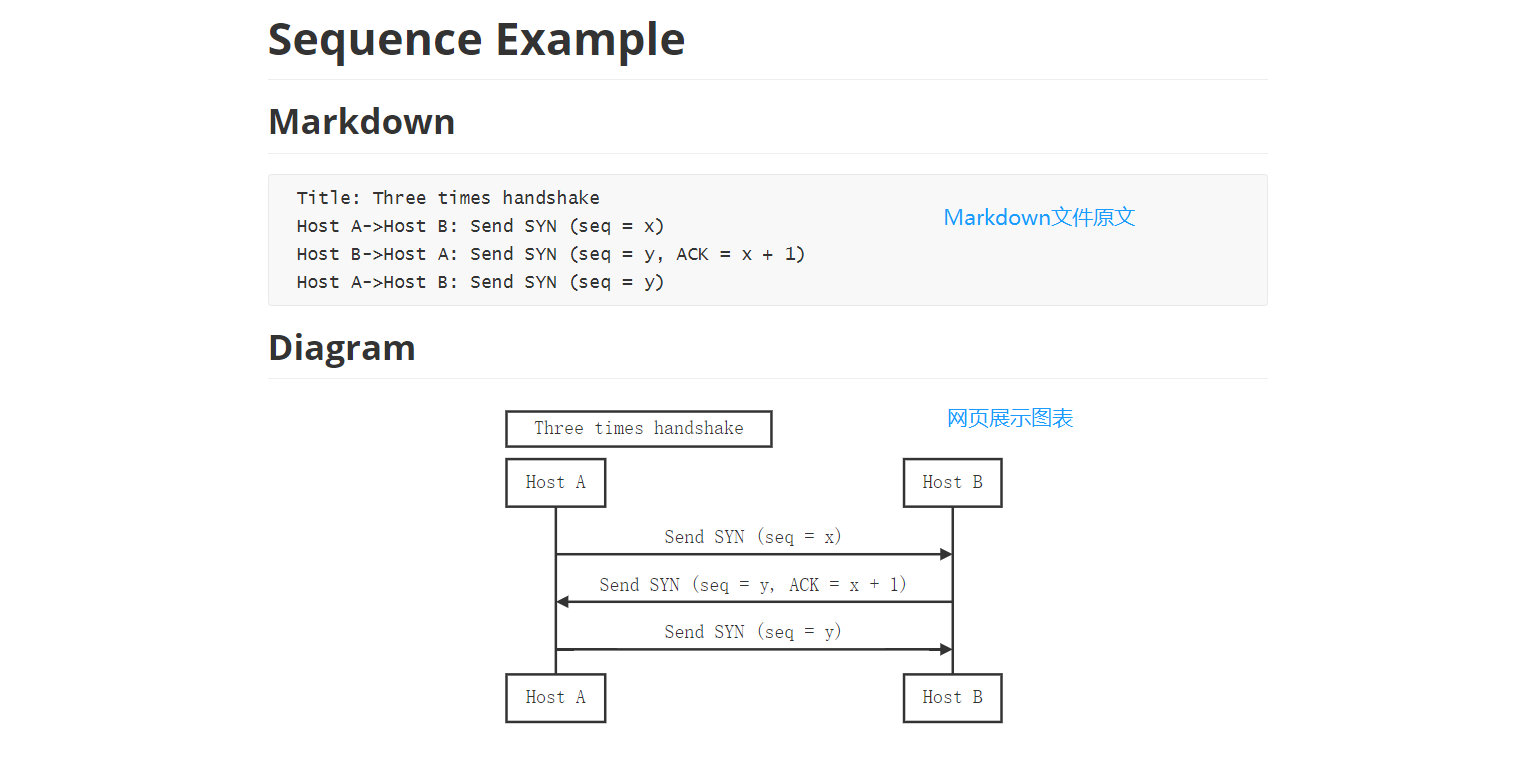 Sequence Example
Markdown
Title: Three times handshake
Host A->Host B: Send SYN (seq = x)
Host B->Host A: Send SYN (seq = y, ACK = x + 1)
Host A->Host B: Send SYN (seq = y)
Markdown文件原文
Diagram
网页展示图表
Three times handshake
Host A
Host B
Send SYN (seq = x)
Send SYN (seq = y, ACK = x + 1)
Send SYN (seq = y)
Host A
Host B